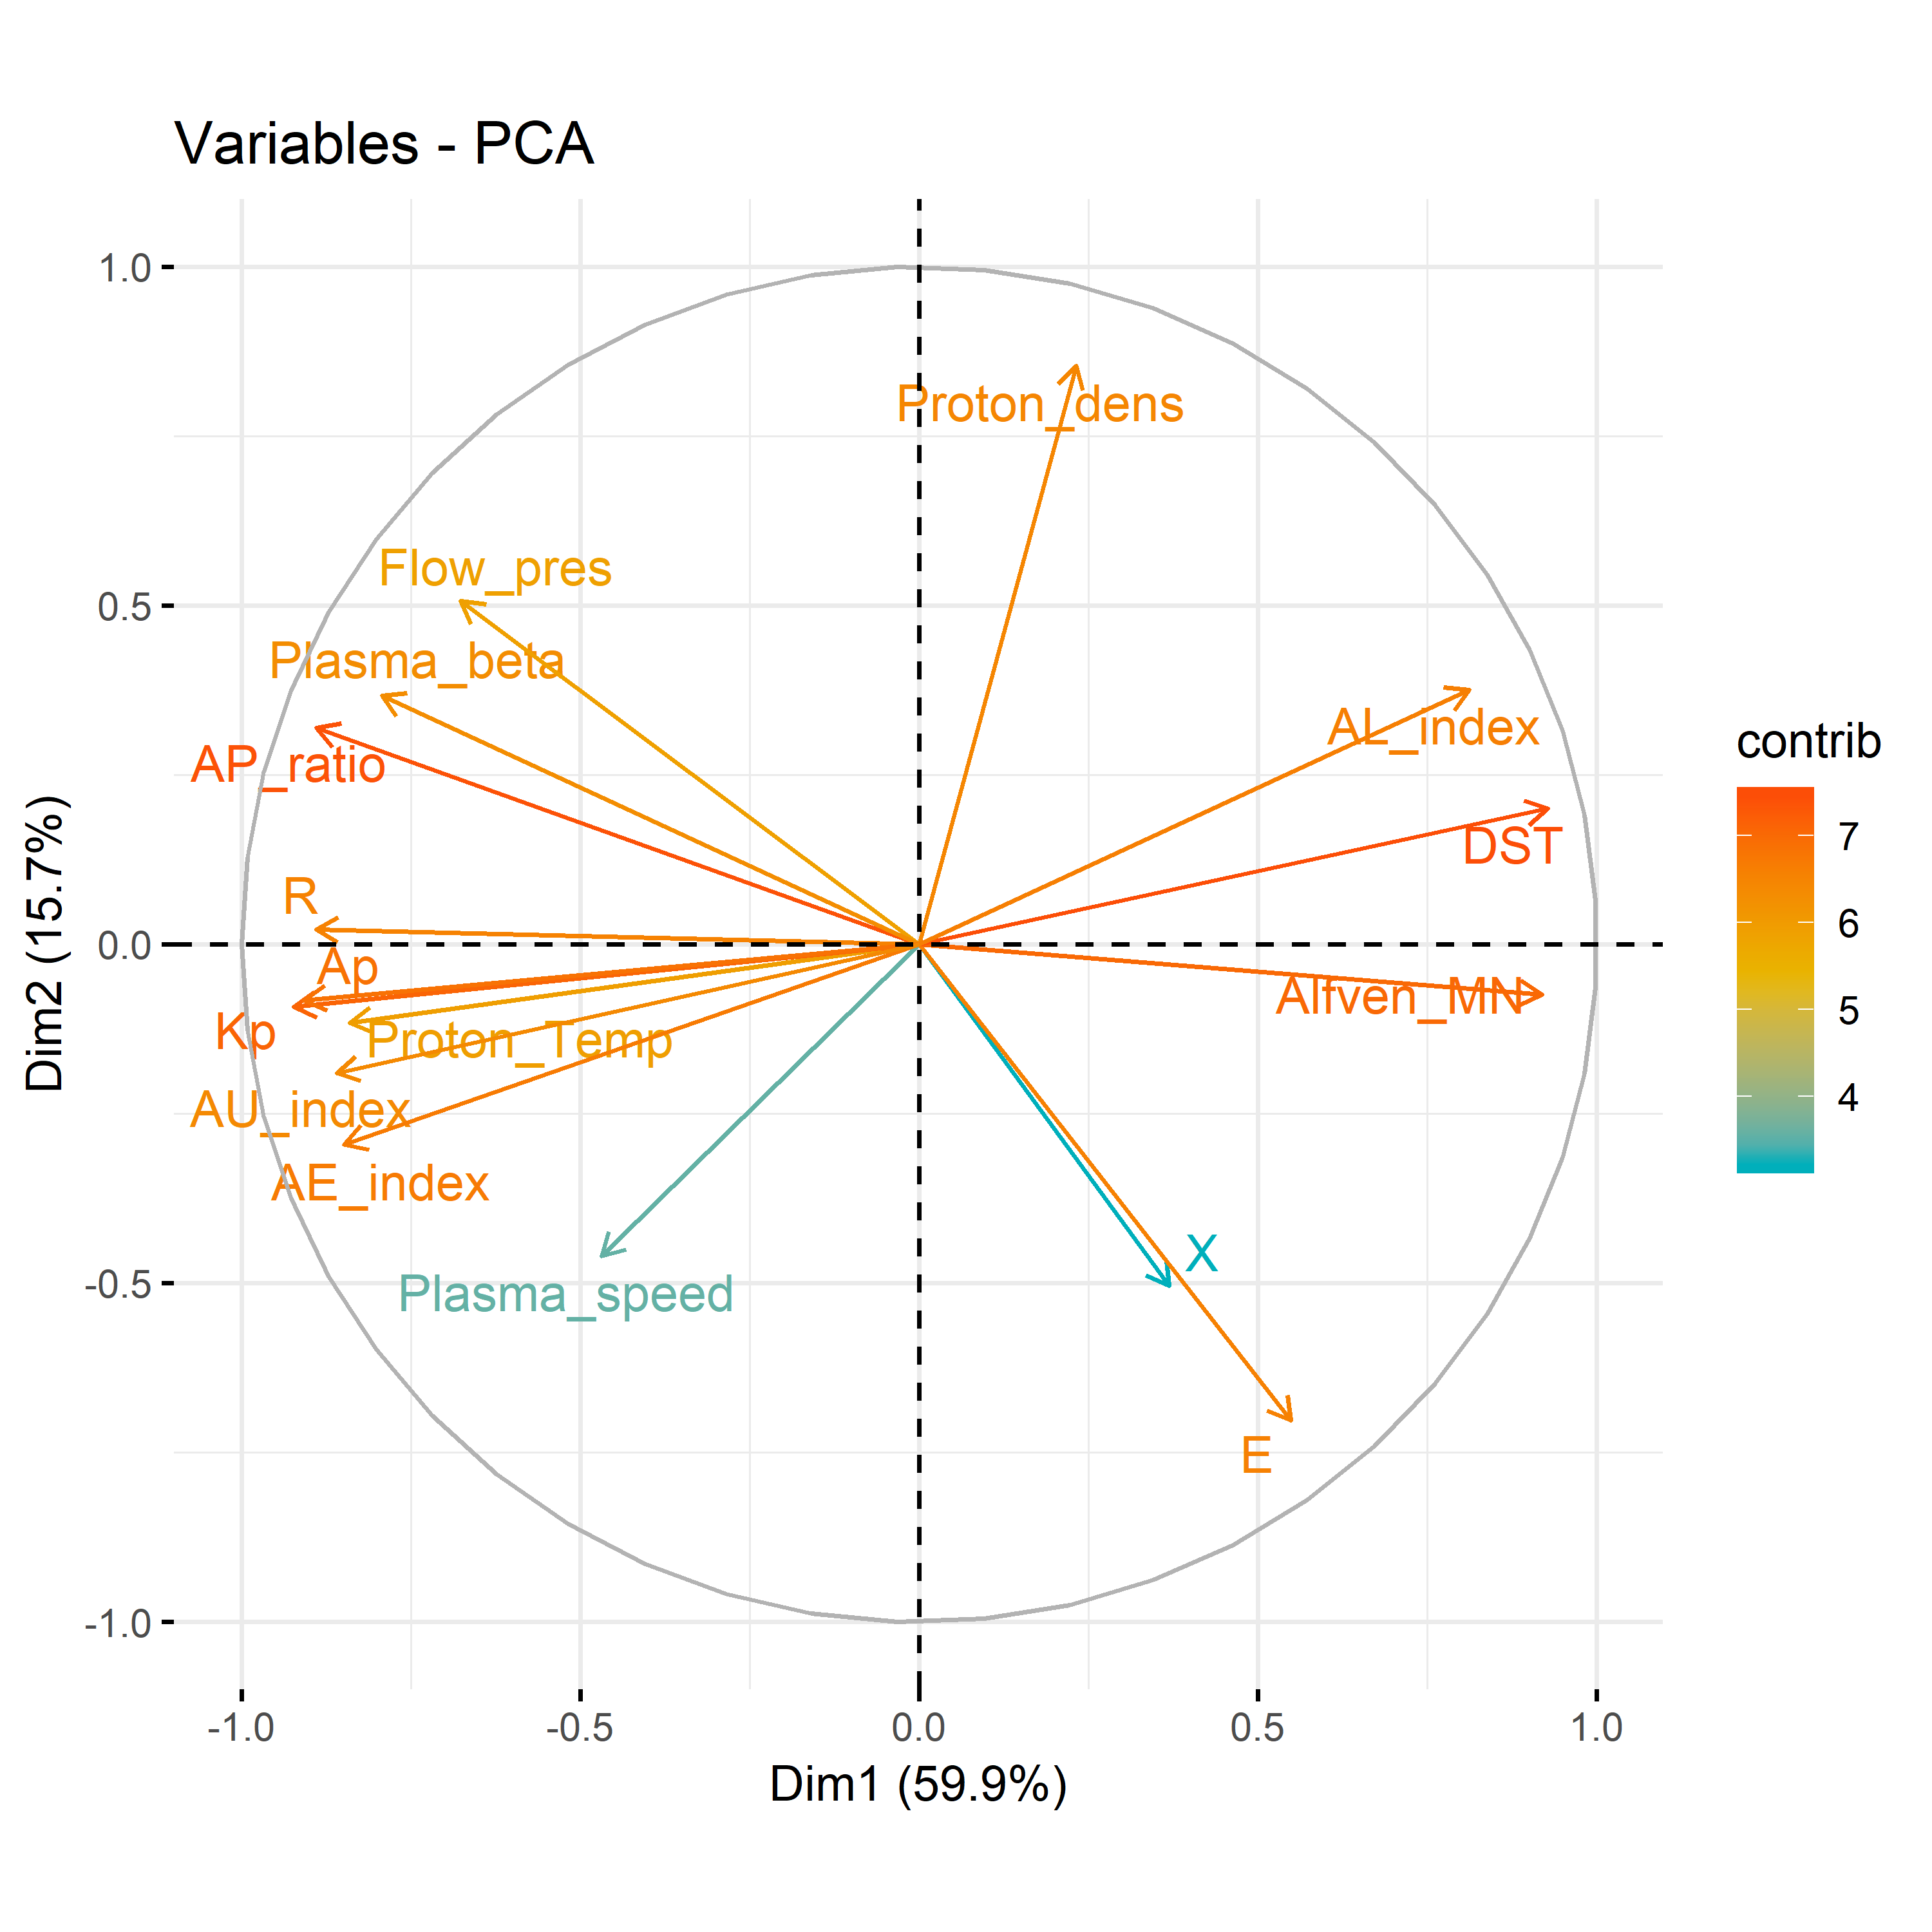 Variables - PCA
1.0
0.5
0.0
-0.5
-1.0
Dim2 (15.7%)
Proton_dens
Flow_pres
Plasma_beta
AL_index
AP_ratio
DST
R
Ap
Alfven_MN
Kp
Proton_Temp
AU_index
AE_index
X
Plasma_speed
E
-1.0
-0.5
0.0
0.5
1.0
Dim1 (59.9%)
contrib
7
6
5
4